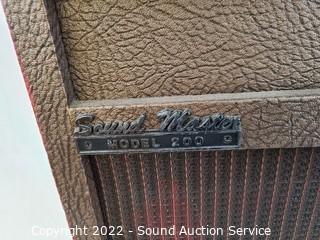 Sound Master
MODEL 200
Copyright © 2022 - Sound Auction Service